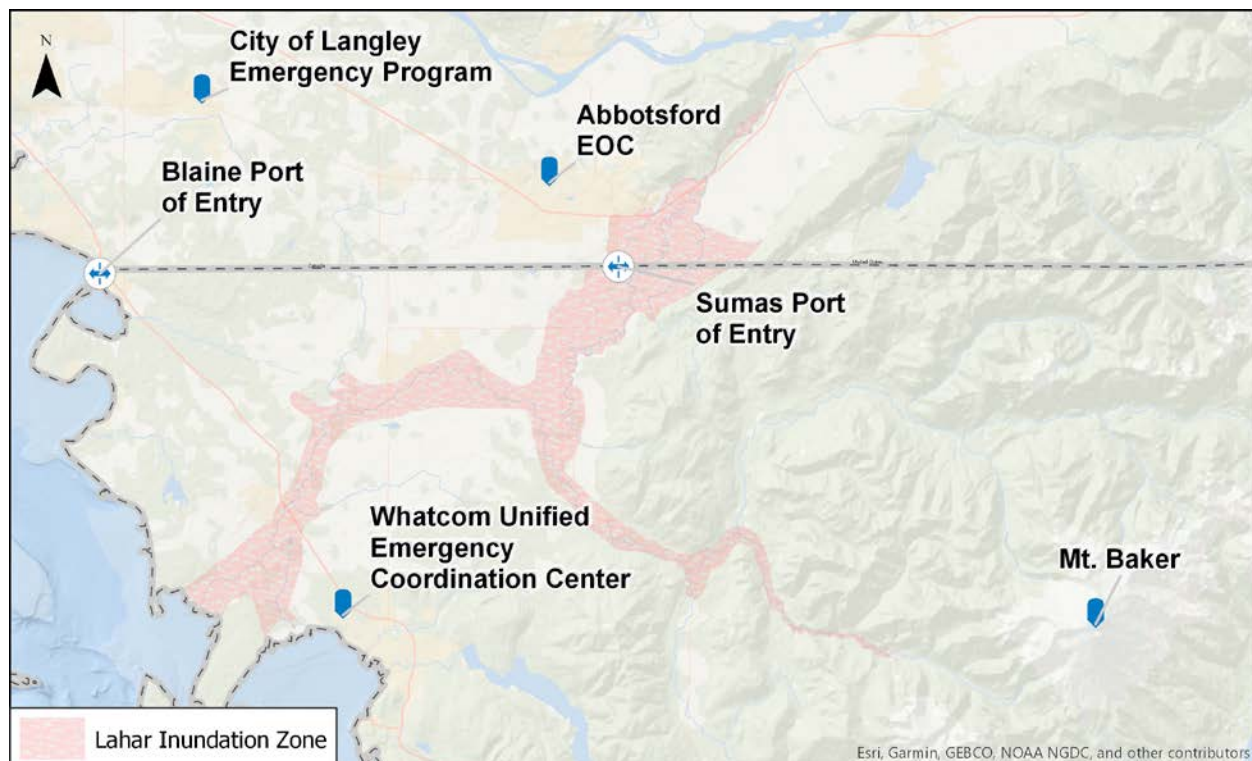 N
City of Langley
Emergency Program
Abbotsford
EOC
Blaine Port
of Entry
Sumas Port
of Entry
Whatcom Unified
Emergency
Coordination Center
Mt. Baker
Lahar Inundation Zone
Esri, Garmin, GEBCO, NOAA NGDC, and other contributors